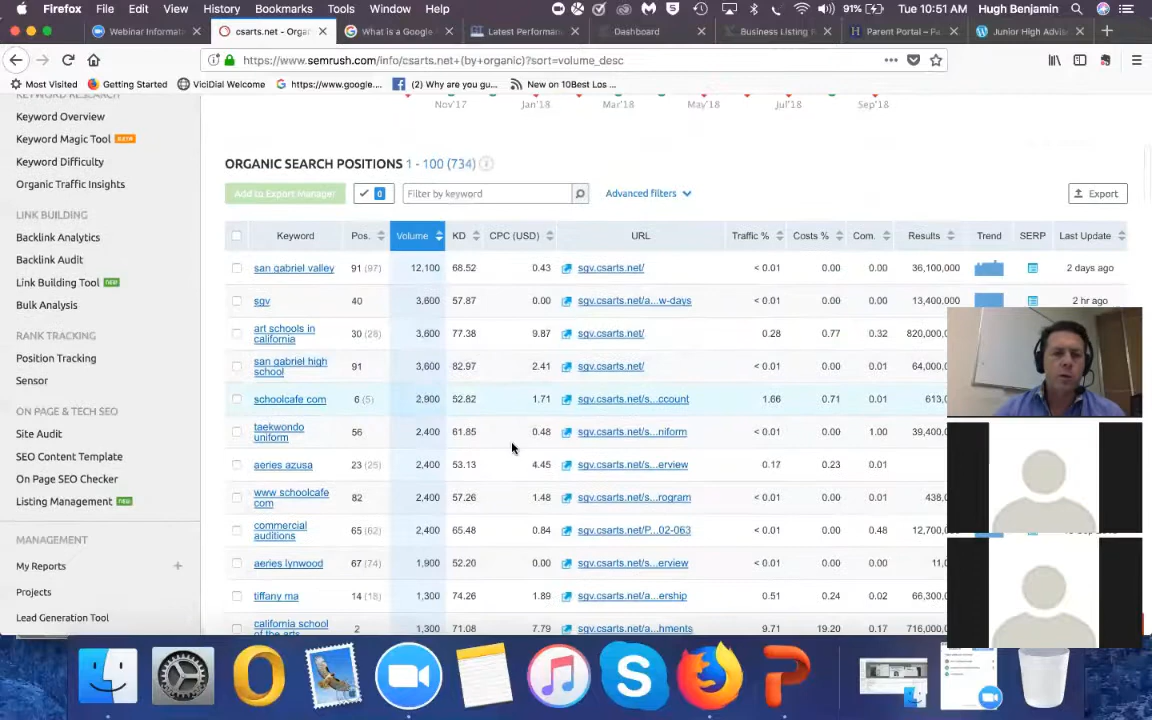 Firefox File Edit View History Bookmarks Tools Window Help 91% Tue 10:51 AM Hugh Benjamin
Webinar Informat × csarts.net - Organ × What is a Google × Latest Performan × Dashboard × Business Listing F × Parent Portal – Pa × Junior High Advis ×
https://www.semrush.com/info/csarts.net+(by+organic)?sort=volume_desc
Most Visited Getting Started ViciDial Welcome https://www.google.... (2) Why are you gu... New on 10Best Los ...
KEYWORD RESEARCH
Keyword Overview
Keyword Magic Tool BETA
Keyword Difficulty
Organic Traffic Insights
LINK BUILDING
Backlink Analytics
Backlink Audit
Link Building Tool new
Bulk Analysis
RANK TRACKING
Position Tracking
Sensor
ON PAGE & TECH SEO
Site Audit
SEO Content Template
On Page SEO Checker
Listing Management new
MANAGEMENT
My Reports +
Projects
Lead Generation Tool
Nov'17 Jan'18 Mar'18 May'18 Jul'18 Sep'18
ORGANIC SEARCH POSITIONS 1 - 100 (734) i
Add to Export Manager 0 Filter by keyword Advanced filters Export
Keyword Pos. Volume KD CPC (USD) URL Traffic % Costs % Com. Results Trend SERP Last Update
san gabriel valley 91 (97) 12,100 68.52 0.43 sgv.csarts.net/ < 0.01 0.00 0.00 36,100,000 2 days ago
sgv 40 3,600 57.87 0.00 sgv.csarts.net/a...w-days < 0.01 0.00 0.00 13,400,000 2 hr ago
art schools in california 30 (28) 3,600 77.38 9.87 sgv.csarts.net/ 0.28 0.77 0.32 820,000,
san gabriel high school 91 3,600 82.97 2.41 sgv.csarts.net/ < 0.01 0.00 0.00 64,000,
schoolcafe com 6 (5) 2,900 52.82 1.71 sgv.csarts.net/s...ccount 1.66 0.71 0.01 613,
taekwondo uniform 56 2,400 61.85 0.48 sgv.csarts.net/...niform < 0.01 0.00 1.00 39,400,
aeries azusa 23 (25) 2,400 53.13 4.45 sgv.csarts.net/s...erview 0.17 0.23 0.01
www schoolcafe com 82 2,400 57.26 1.48 sgv.csarts.net/s...rogram < 0.01 0.00 0.01 438,
commercial auditions 65 (62) 2,400 65.48 0.84 sgv.csarts.net/P...02-063 < 0.01 0.00 0.48 12,700,
aeries lynwood 67 (74) 1,900 52.20 0.00 sgv.csarts.net/s...erview < 0.01 0.00 0.01 11,
tiffany ma 14 (18) 1,300 74.26 1.89 sgv.csarts.net/s...ership 0.51 0.24 0.02 66,300,
california school of the arts 2 1,300 71.08 7.79 sgv.csarts.net/...hments 9.71 19.20 0.17 716,000,